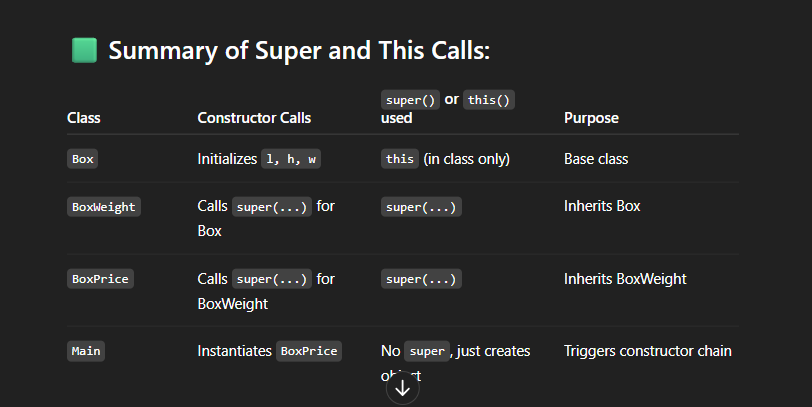 Summary of Super and This Calls:
Class Constructor Calls super() or this() used Purpose
Box Initializes l, h, w this (in class only) Base class
BoxWeight Calls super(...) for Box super(...) Inherits Box
BoxPrice Calls super(...) for BoxWeight super(...) Inherits BoxWeight
Main Instantiates BoxPrice No super, just creates object Triggers constructor chain